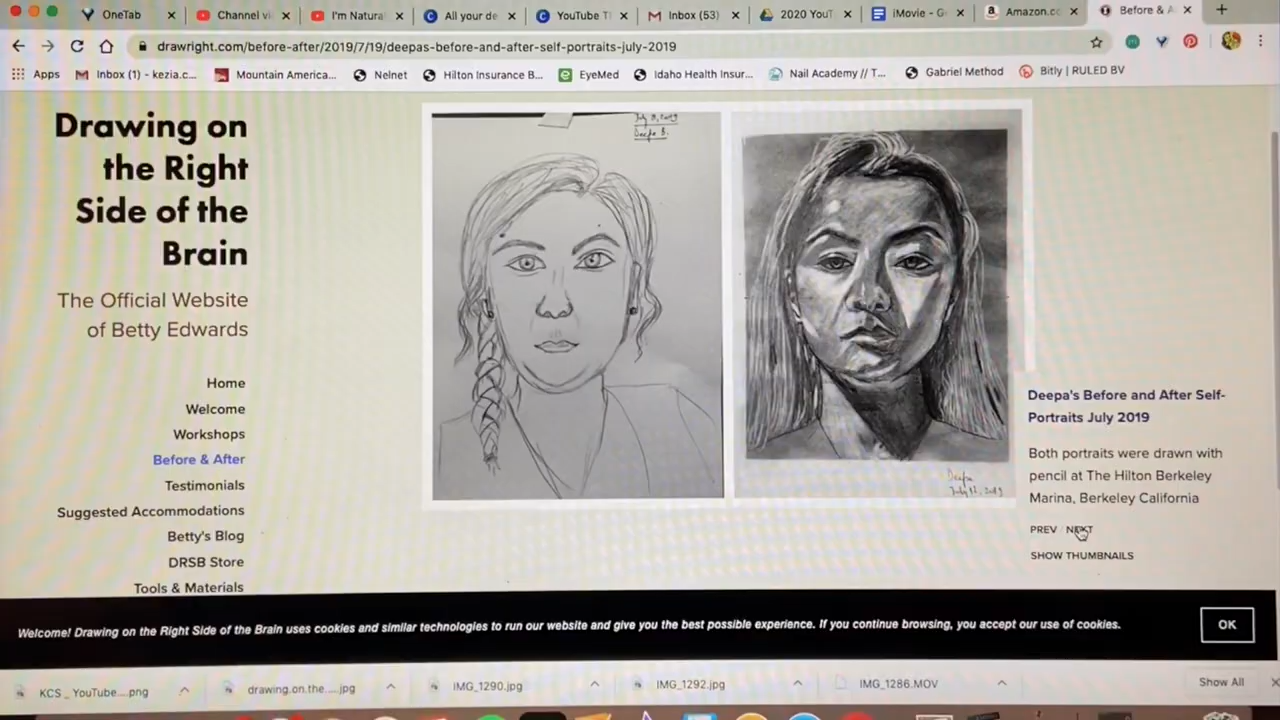 OneTab
Channel vi
I'm Natura
All your de
YouTube T
Inbox (53)
2020 YouT
iMovie - G
Amazon.cc
Before & A
drawright.com/before-after/2019/7/19/deepas-before-and-after-self-portraits-july-2019
Apps
Inbox (1) - kezia.c...
Mountain America...
Nelnet
Hilton Insurance B...
EyeMed
Idaho Health Insur...
Nail Academy // T...
Gabriel Method
Bitly | RULED BV
Drawing on
the Right
Side of the
Brain
The Official Website
of Betty Edwards
Home
Welcome
Workshops
Before & After
Testimonials
Suggested Accommodations
Betty's Blog
DRSB Store
Tools & Materials
Deepa B.
Deepa
July 12, 2019
Deepa's Before and After Self-
Portraits July 2019
Both portraits were drawn with
pencil at The Hilton Berkeley
Marina, Berkeley California
PREV / NEXT
SHOW THUMBNAILS
Welcome! Drawing on the Right Side of the Brain uses cookies and similar technologies to run our website and give you the best possible experience. If you continue browsing, you accept our use of cookies.
OK
KCS_YouTube....png
drawing.on.the....jpg
IMG_1290.jpg
IMG_1292.jpg
IMG_1286.MOV
Show All